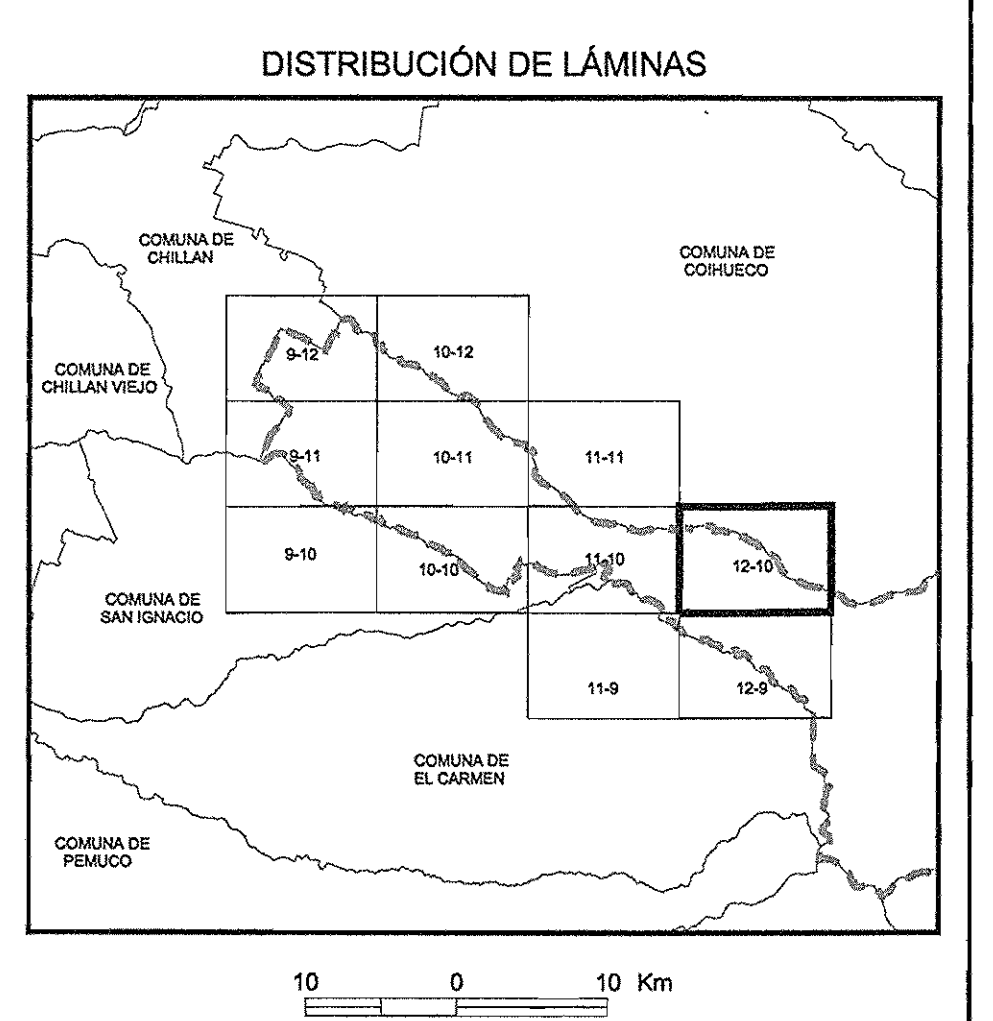 DISTRIBUCIÓN DE LÁMINAS
COMUNA DE
CHILLAN
COMUNA DE
COIHUECO
COMUNA DE
CHILLAN VIEJO
9-12
10-12
9-11
10-11
11-11
9-10
10-10
11-10
12-10
COMUNA DE
SAN IGNACIO
11-9
12-9
COMUNA DE
EL CARMEN
COMUNA DE
PEMUCO
10 0 10 Km